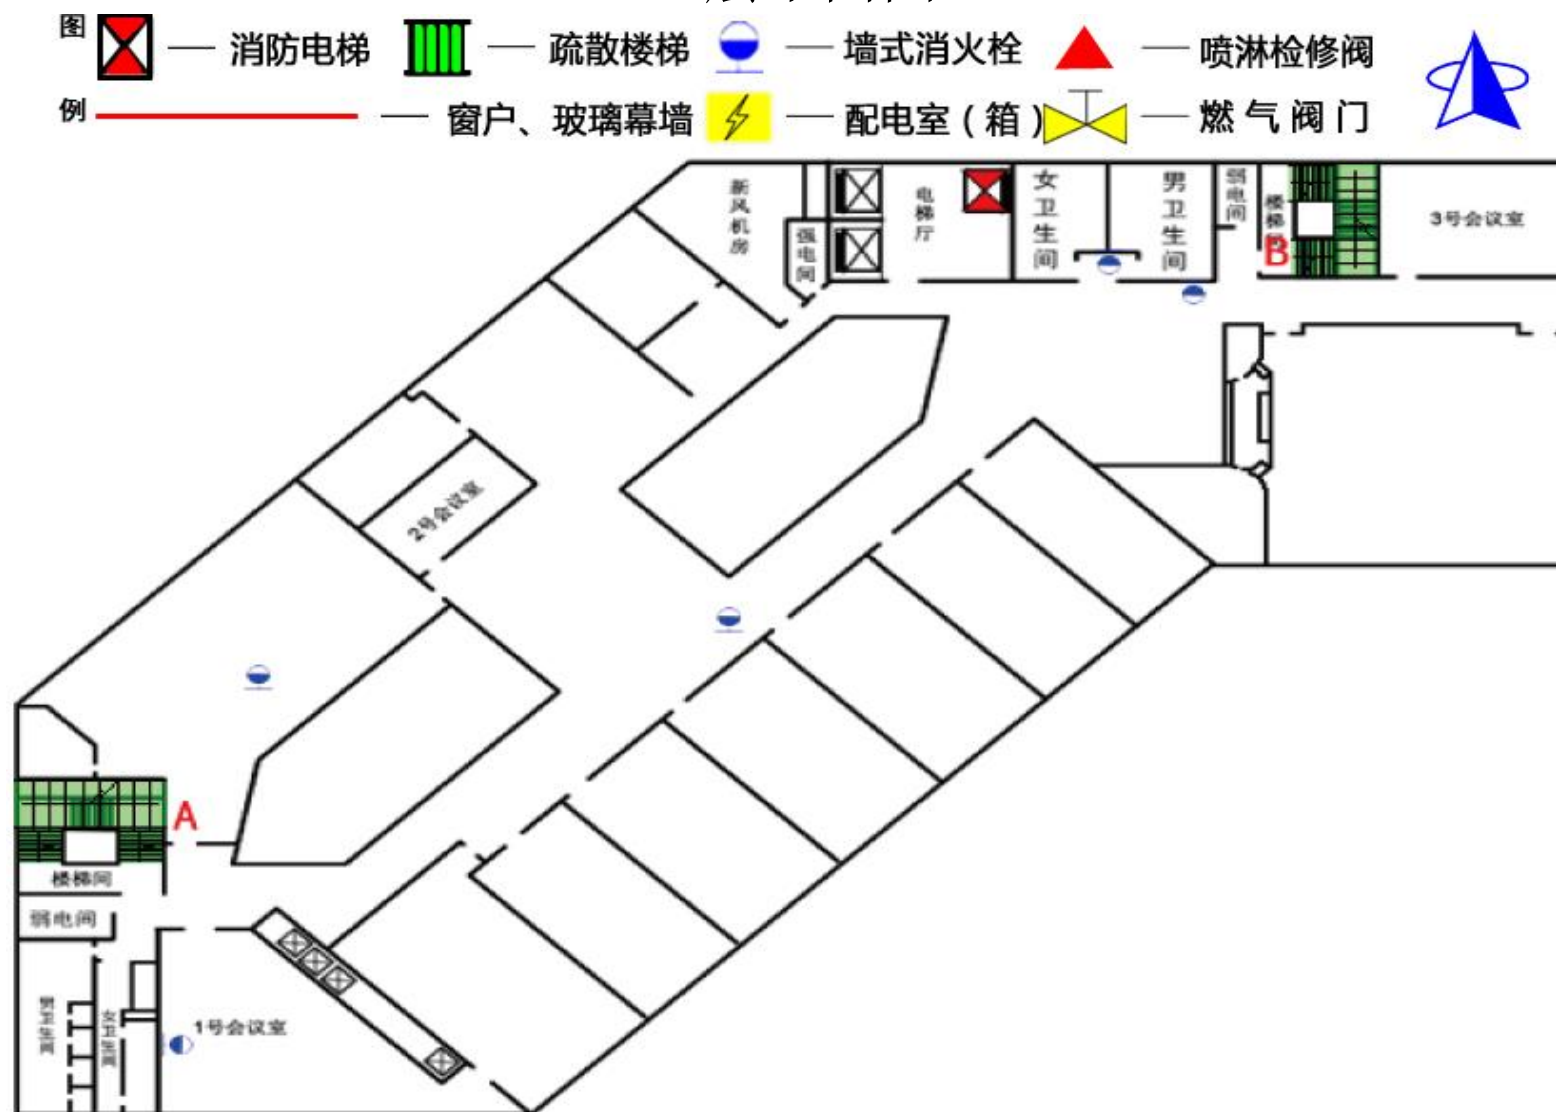 图
消防电梯
疏散楼梯
墙式消火栓
喷淋检修阀
例
窗户、玻璃幕墙
配电室（箱）
燃气阀门
新风机房
强电间
电梯厅
女卫生间
男卫生间
弱电间
楼梯间
B
3号会议室
2号会议室
A
楼梯间
弱电间
男卫生间
女卫生间
1号会议室